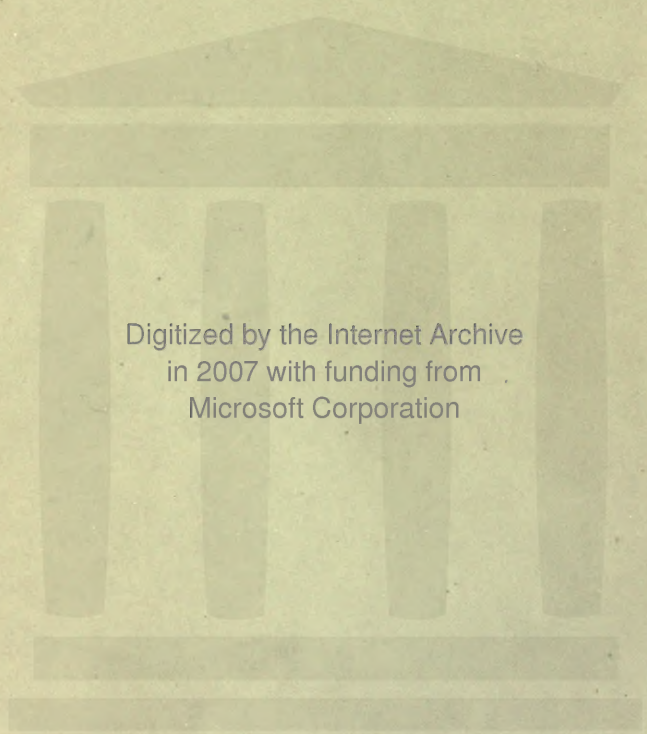 Digitized by the Internet Archive
in 2007 with funding from
Microsoft Corporation